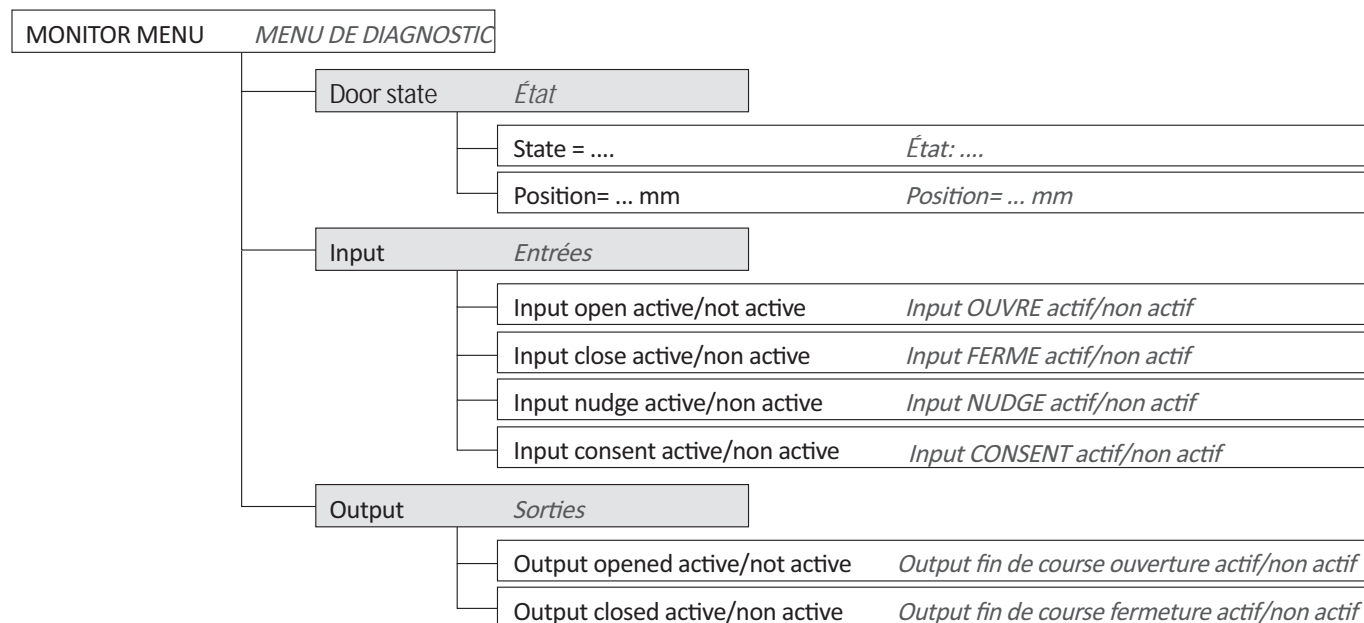 MONITOR MENU MENU DE DIAGNOSTIC
Door state État
State = .... État: ....
Position= ... mm Position= ... mm
Input Entrées
Input open active/not active Input OUVRE actif/non actif
Input close active/non active Input FERME actif/non actif
Input nudge active/non active Input NUDGE actif/non actif
Input consent active/non active Input CONSENT actif/non actif
Output Sorties
Output opened active/not active Output fin de course ouverture actif/non actif
Output closed active/non active Output fin de course fermeture actif/non actif